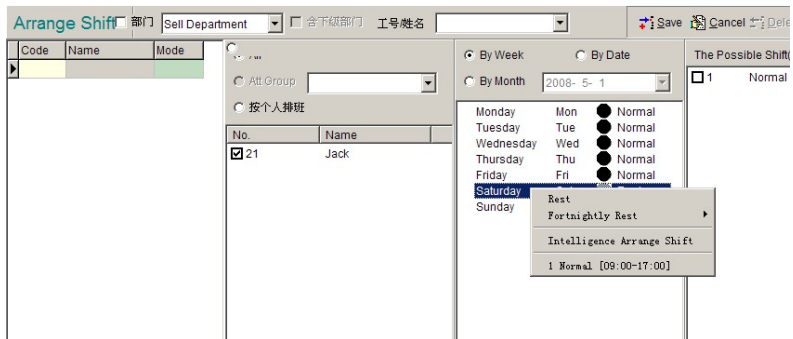 Arrange Shift 部门 Sell Department 含下级部门 工号/姓名 Save Cancel Dele
Code Name Mode
Att Group
按个人排班
No. Name
21 Jack
By Week By Date
By Month 2008- 5- 1
Monday Mon Normal
Tuesday Tue Normal
Wednesday Wed Normal
Thursday Thu Normal
Friday Fri Normal
Saturday
Sunday
Rest
Fortnightly Rest
Intelligence Arrange Shift
1 Normal [09:00-17:00]
The Possible Shift(
1 Normal